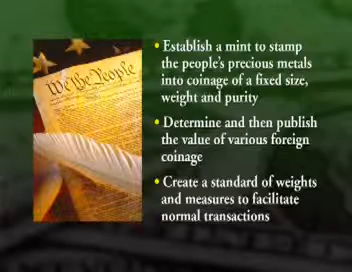 We the People
• Establish a mint to stamp
the people's precious metals
into coinage of a fixed size,
weight and purity
• Determine and then publish
the value of various foreign
coinage
• Create a standard of weights
and measures to facilitate
normal transactions